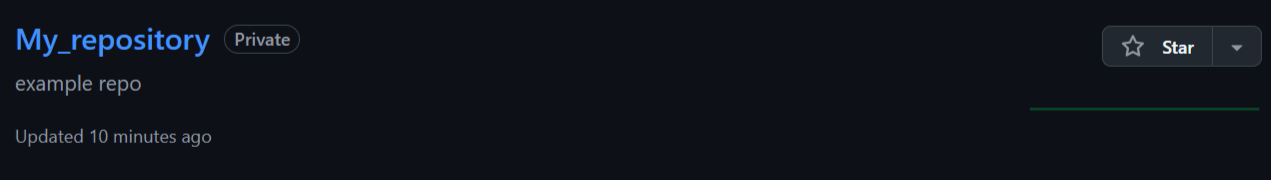 My_repository Private
Star
example repo
Updated 10 minutes ago